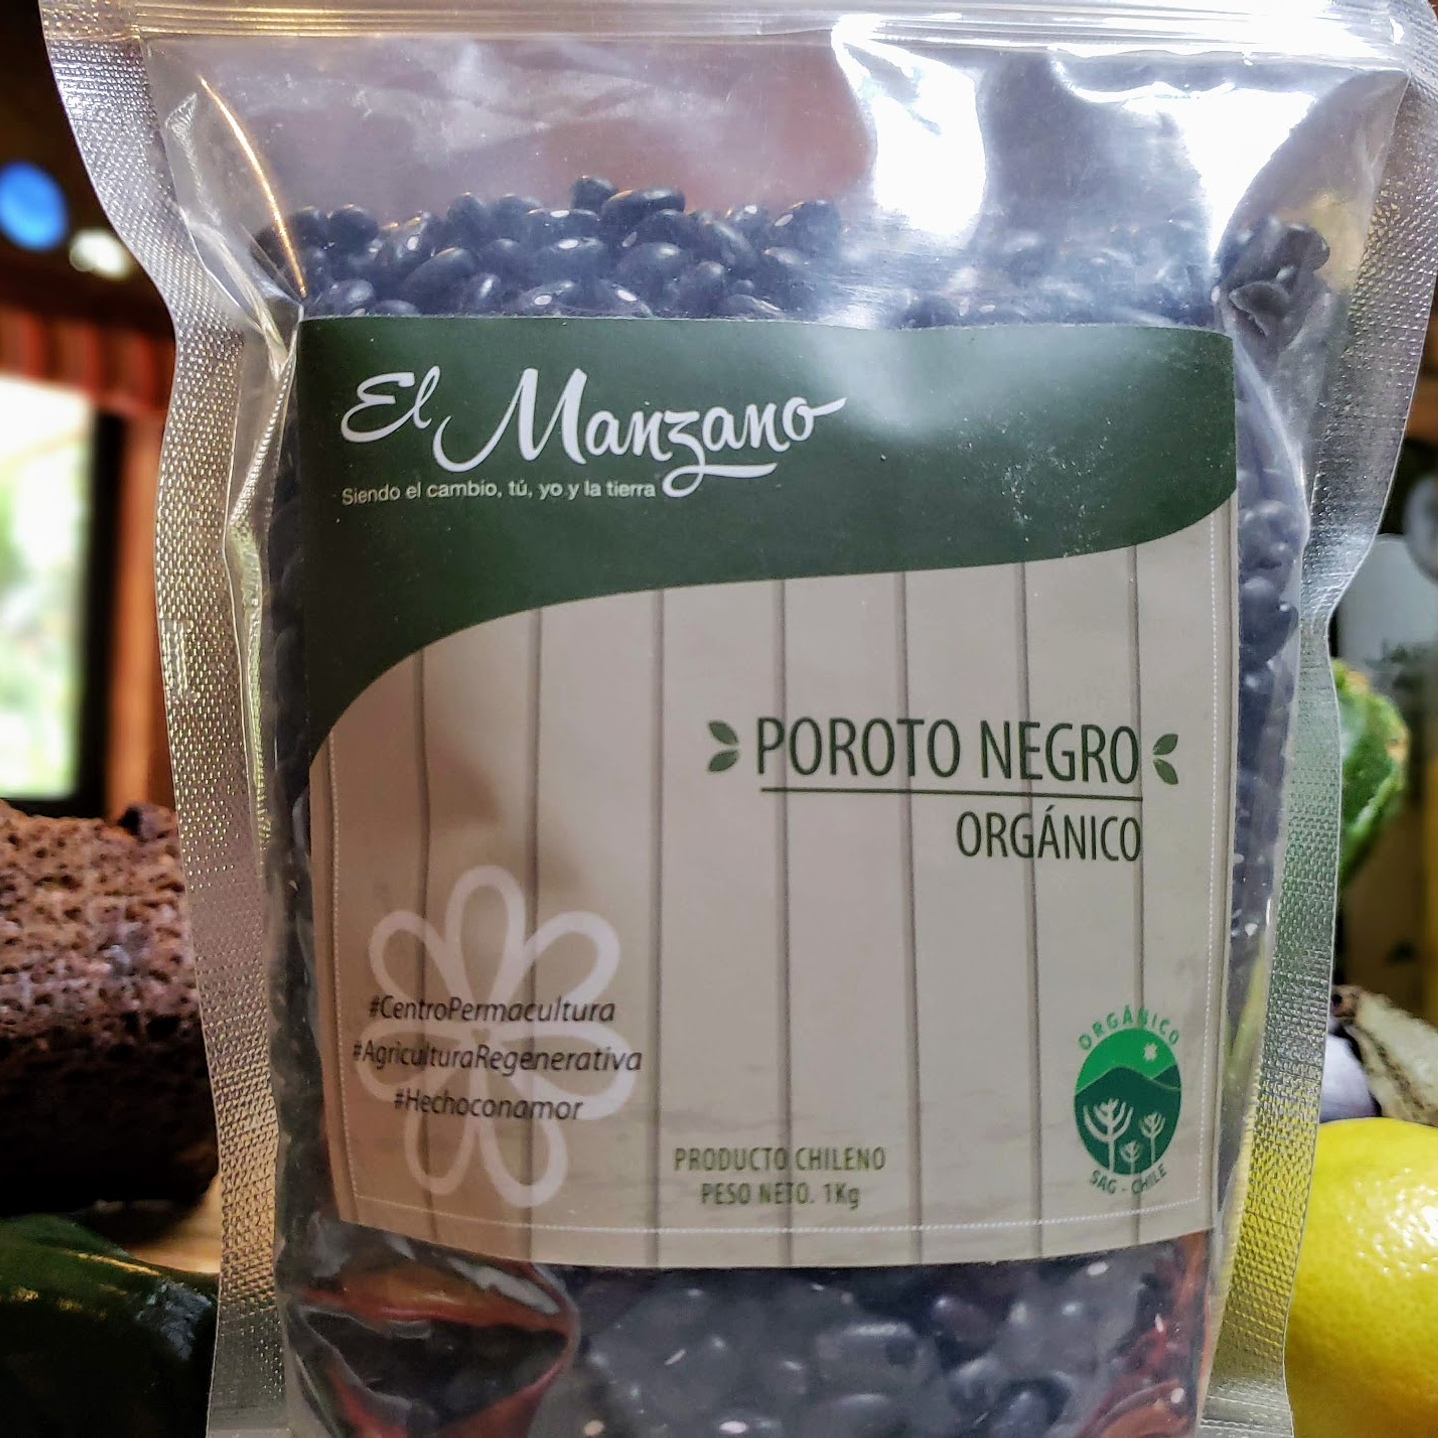 El Manzano
Siendo el cambio, tú, yo y la tierra
POROTO NEGRO
ORGÁNICO
#CentroPermacultura
#AgriculturaRegenerativa
#Hechoconamor
PRODUCTO CHILENO
PESO NETO. 1Kg
ORGÁNICO
SAG - CHILE